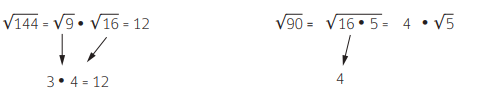 √144 = √9 • √16 = 12
3 • 4 = 12
√90 = √16 • 5 = 4 • √5
4